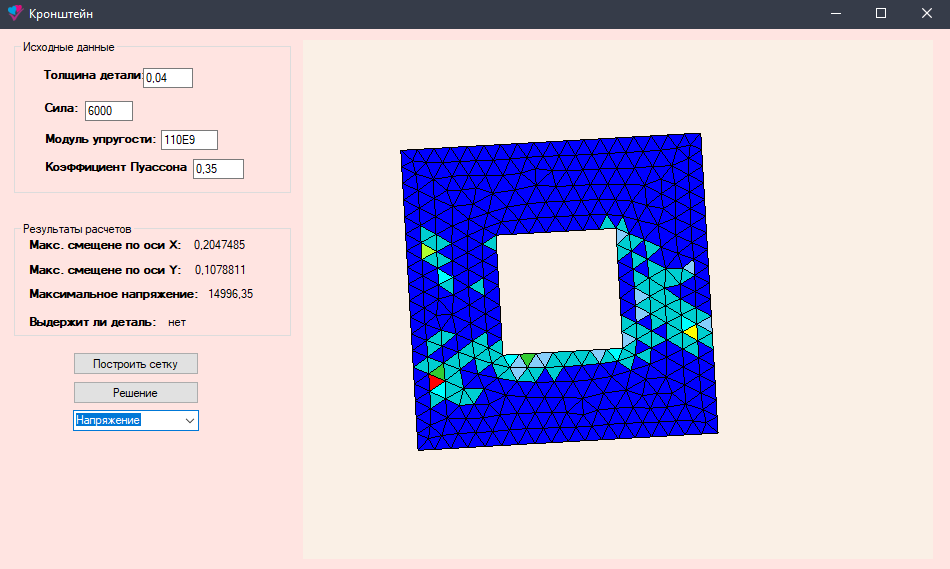 Кронштейн
Исходные данные
Толщина детали: 0,04
Сила: 6000
Модуль упругости: 110E9
Коэффициент Пуассона 0,35
Результаты расчетов
Макс. смещене по оси X: 0,2047485
Макс. смещене по оси Y: 0,1078811
Максимальное напряжение: 14996,35
Выдержит ли деталь: нет
Построить сетку
Решение
Напряжение